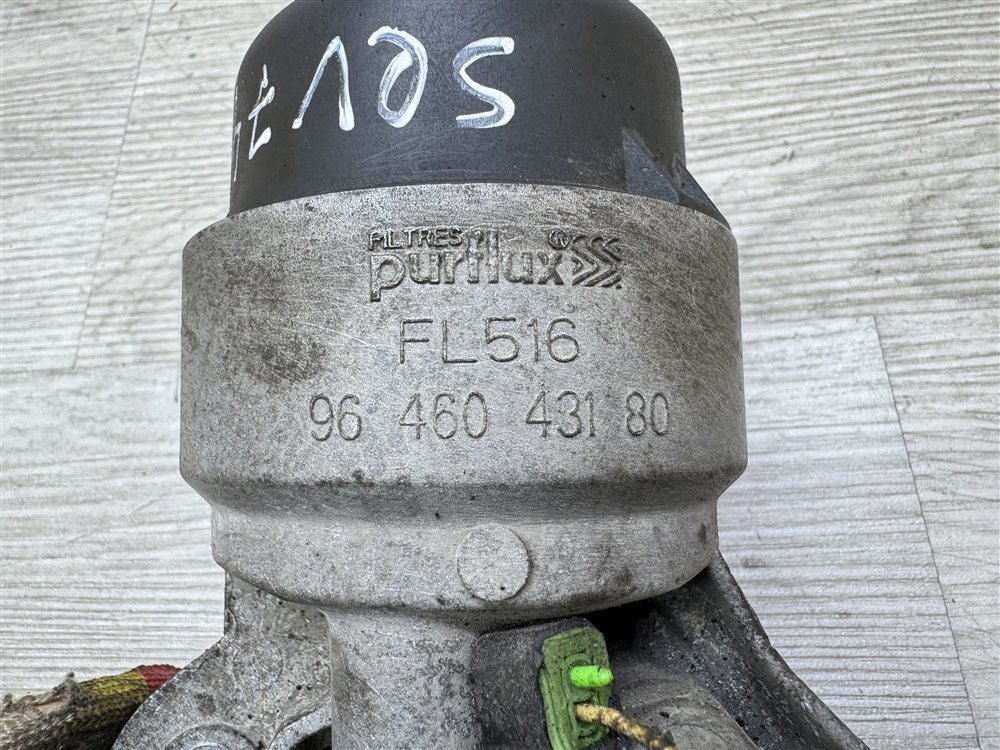 FILTRES
purflux®
FL516
96 460 431 80